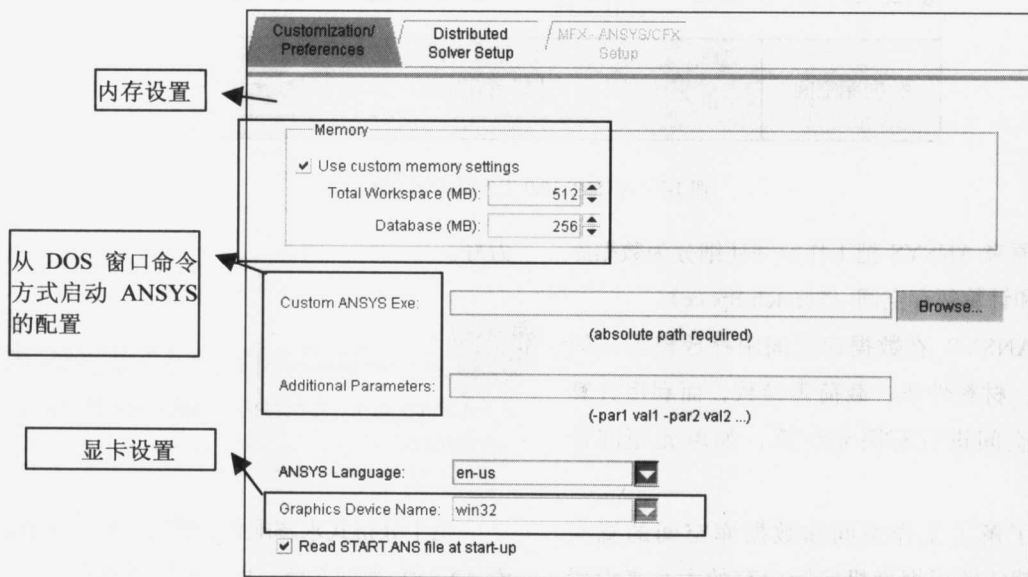 Customization/
Preferences
Distributed
Solver Setup
MFX - ANSYS/CFX
Setup
内存设置
Memory
Use custom memory settings
Total Workspace (MB): 512
Database (MB): 256
从 DOS 窗口命令
方式启动 ANSYS
的配置
Custom ANSYS Exe:
Browse...
(absolute path required)
Additional Parameters:
(-par1 val1 -par2 val2 ...)
显卡设置
ANSYS Language: en-us
Graphics Device Name: win32
Read START.ANS file at start-up